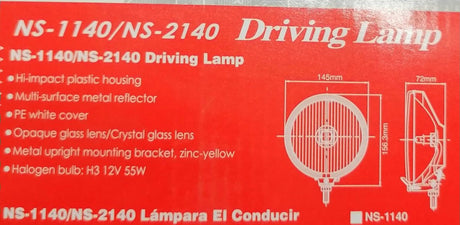 NS-1140/NS-2140 Driving Lamp
NS-1140/NS-2140 Driving Lamp
●Hi-impact plastic housing
●Multi-surface metal reflector
●PE white cover
●Opaque glass lens/Crystal glass lens
●Metal upright mounting bracket, zinc-yellow
●Halogen bulb: H3 12V 55W
145mm
72mm
156.3mm
NS-1140/NS-2140 Lámpara El Conducir
NS-1140